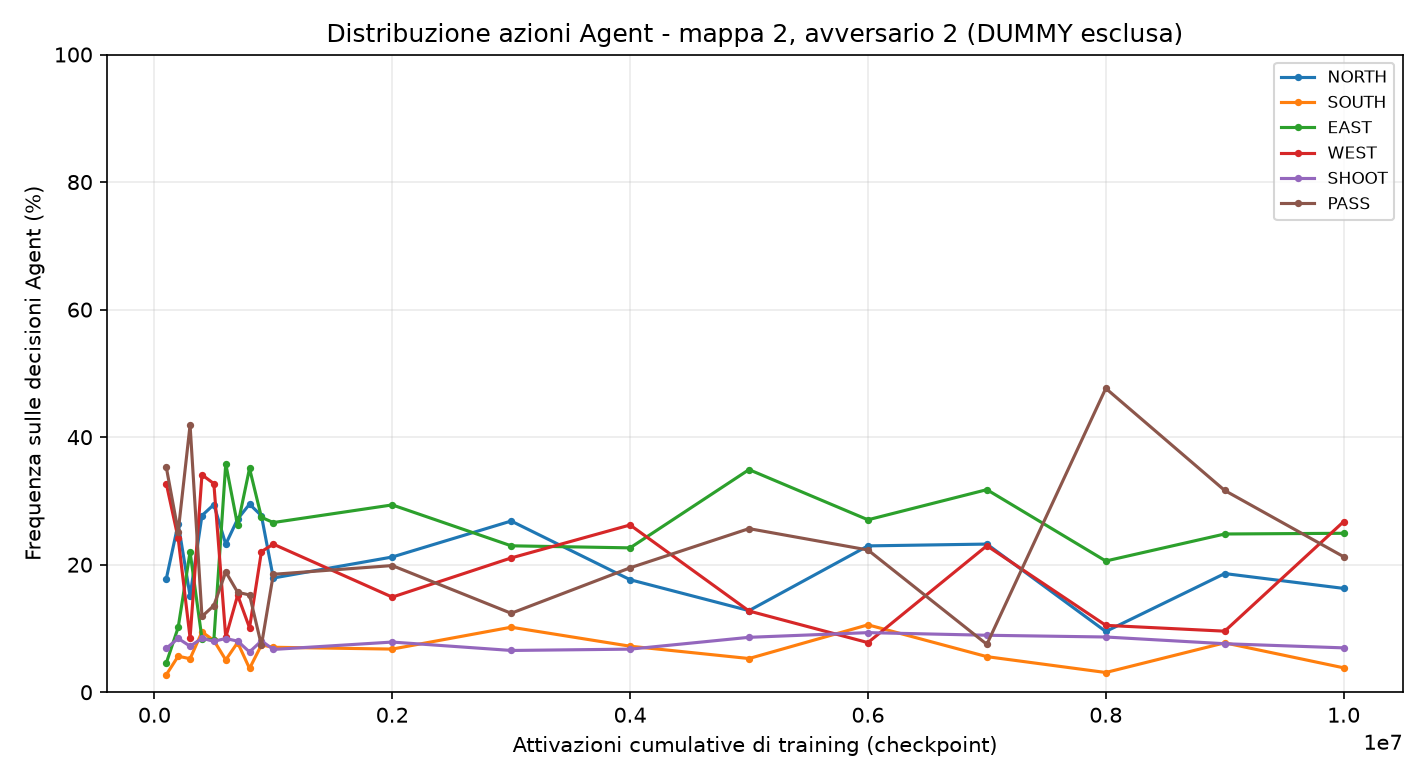 Distribuzione azioni Agent - mappa 2, avversario 2 (DUMMY esclusa)
Frequenza sulle decisioni Agent (%)
100
80
60
40
20
0
NORTH
SOUTH
EAST
WEST
SHOOT
PASS
0.0
0.2
0.4
0.6
0.8
1.0
1e7
Attivazioni cumulative di training (checkpoint)